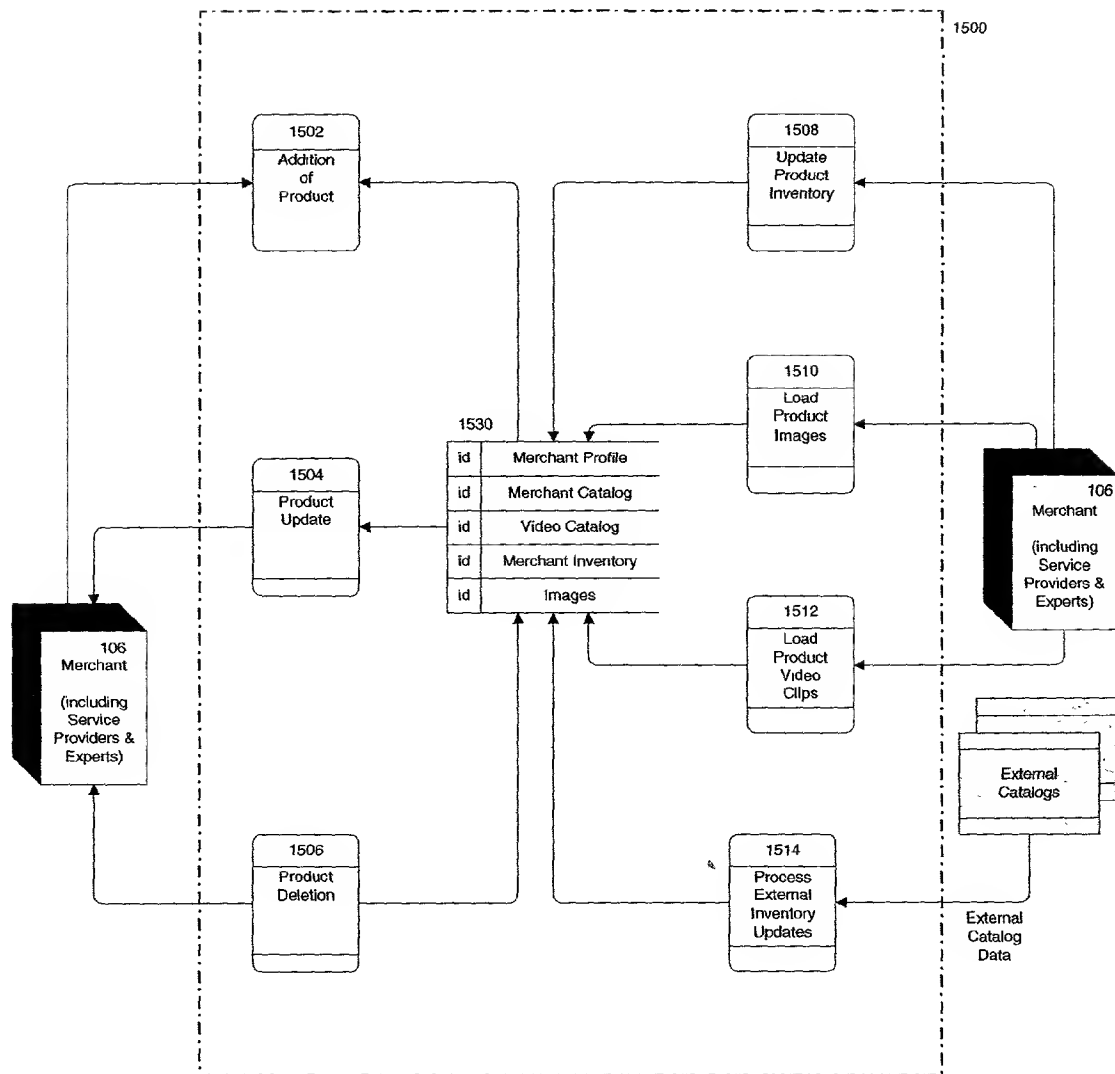 1500
1502
Addition
of
Product
1508
Update
Product
Inventory
1510
Load
Product
Images
1530
id Merchant Profile
id Merchant Catalog
id Video Catalog
id Merchant Inventory
id Images
1504
Product
Update
106
Merchant
(including
Service
Providers &
Experts)
1512
Load
Product
Video
Clips
106
Merchant
(including
Service
Providers &
Experts)
External
Catalogs
1506
Product
Deletion
1514
Process
External
Inventory
Updates
External
Catalog
Data